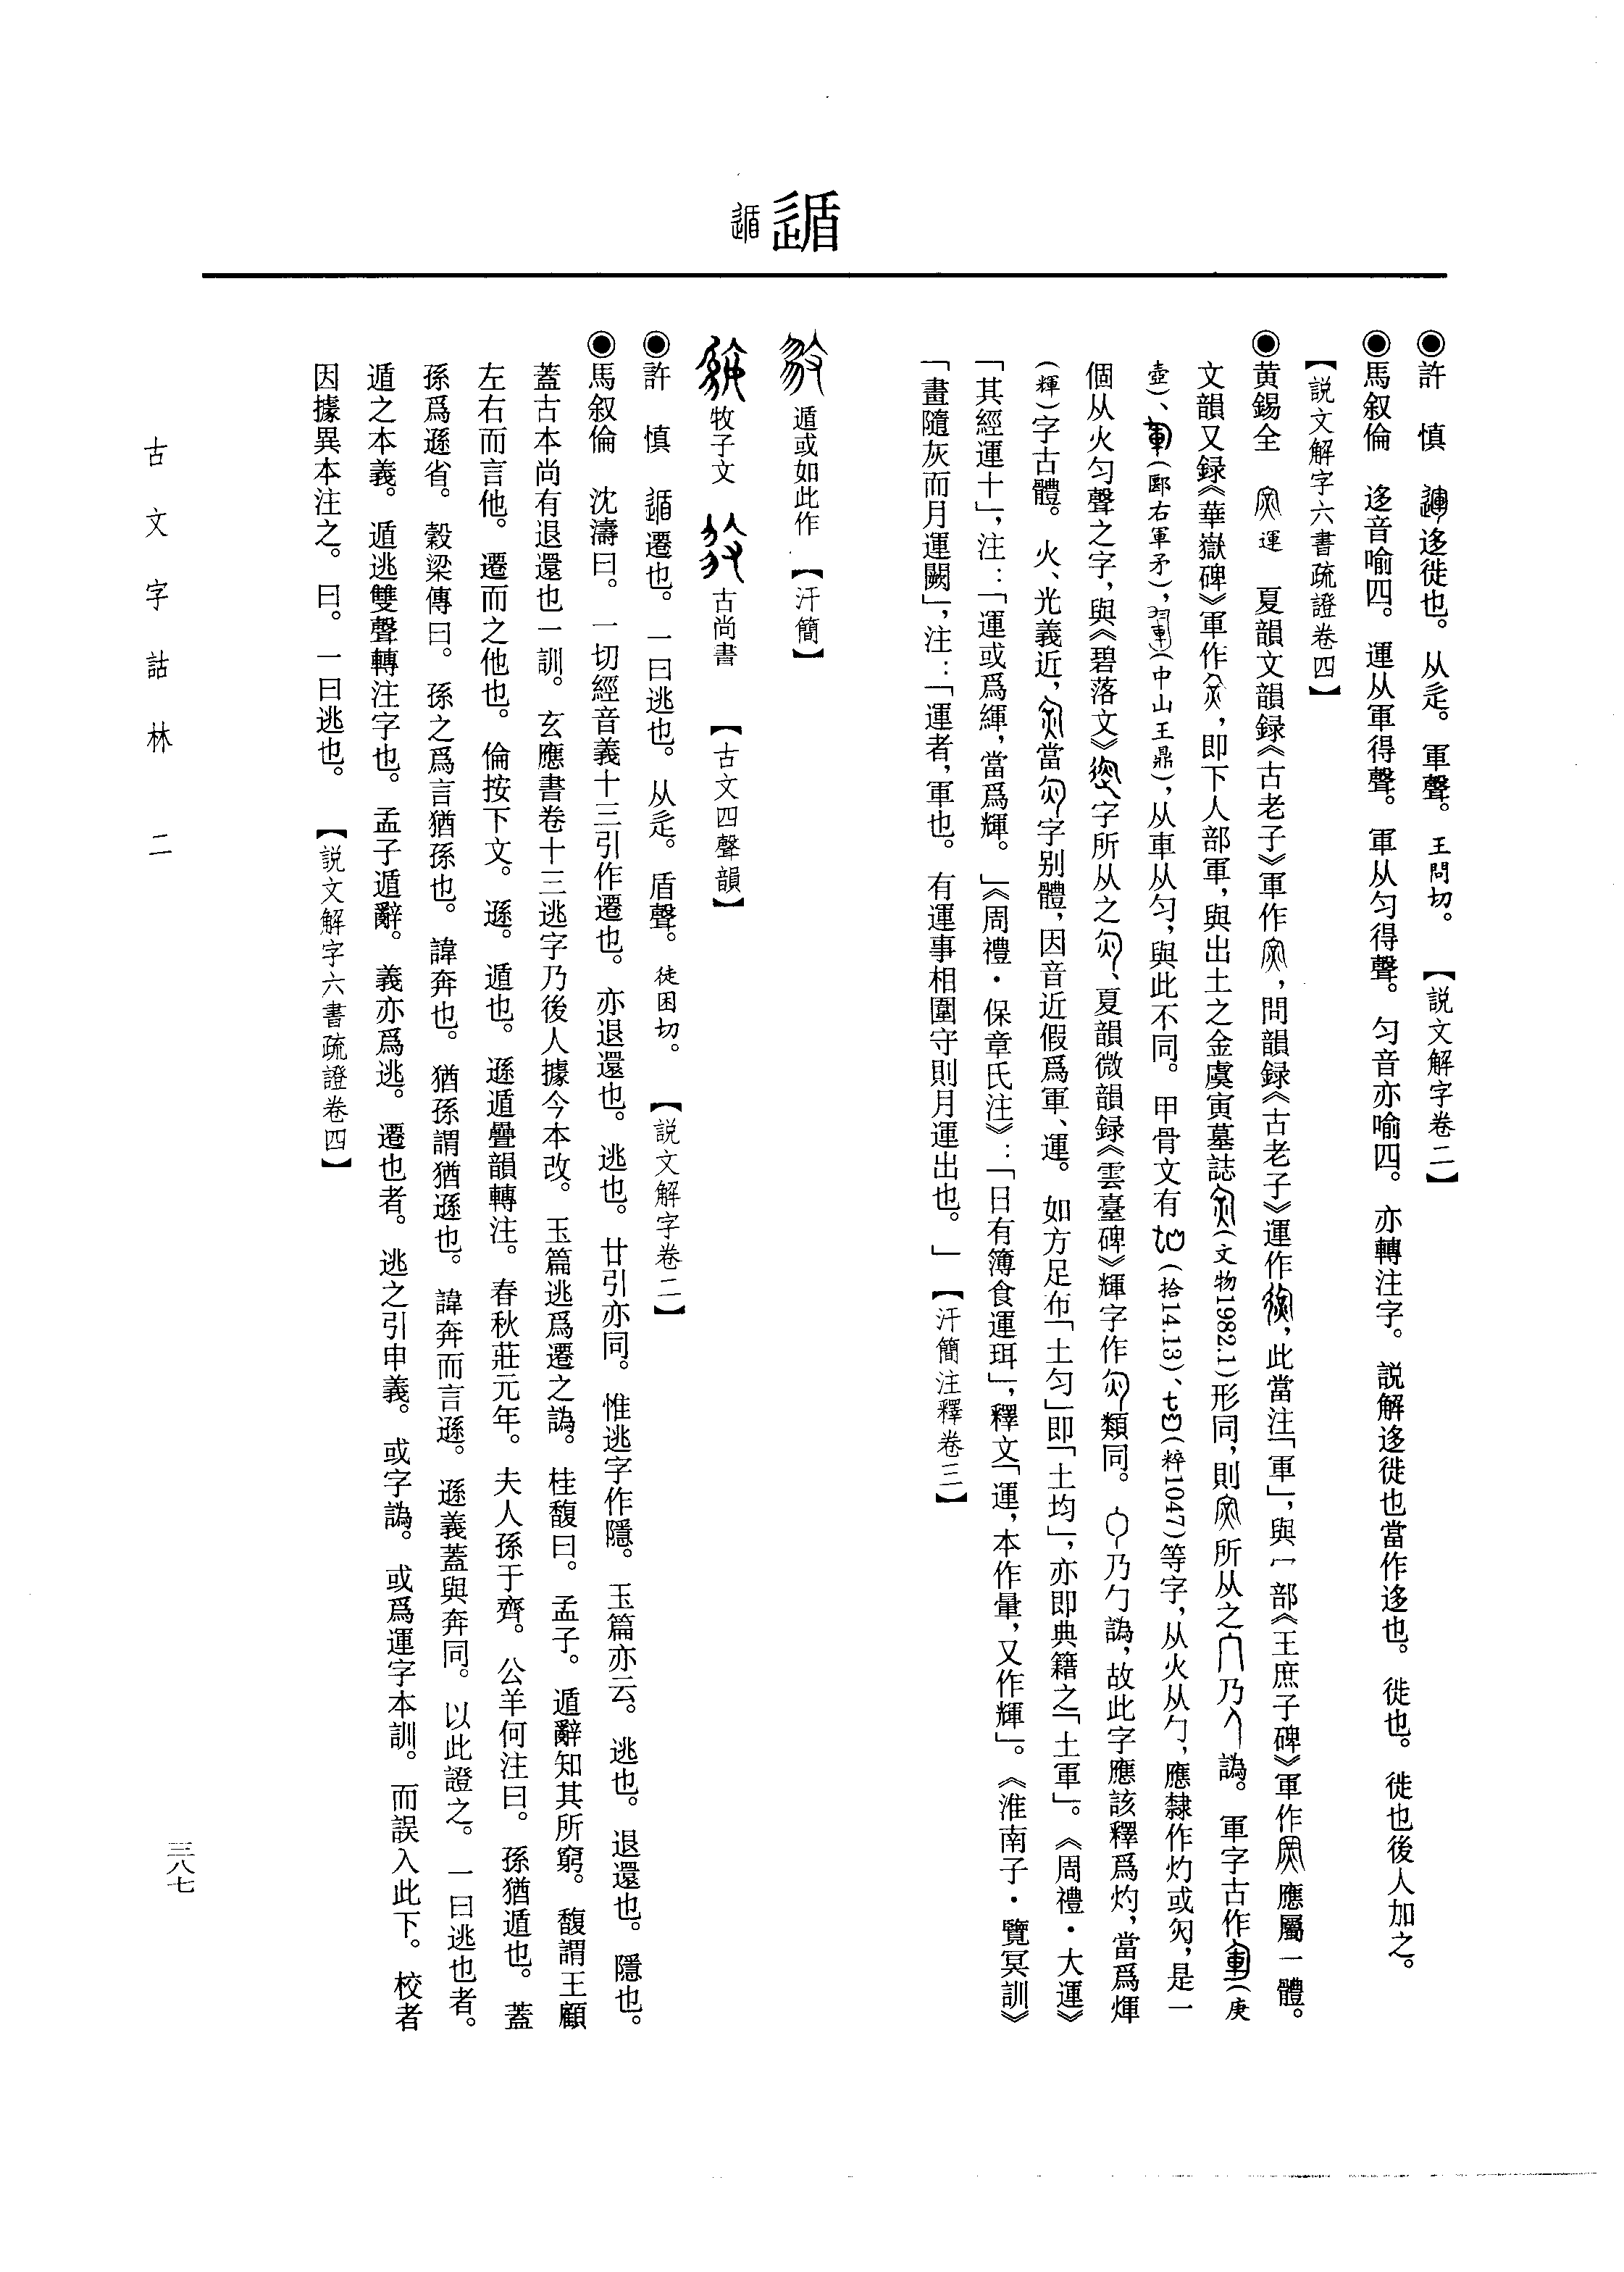 遁
◉許　慎　迻徙也。从辵。軍聲。王問切。【説文解字卷二】
◉馬叙倫　迻音喻四。運从軍得聲。軍从勻得聲。勻音亦喻四。亦轉注字。説解迻徙也當作迻也。徙也。徙也後人加之。
【説文解字六書疏證卷四】
◉黄錫全　運　夏韻文韻録《古老子》軍作，問韻録《古老子》運作，此當注「軍」，與冖部《王庶子碑》軍作應屬一體。
文韻又録《華嶽碑》軍作，即下人部軍，與出土之金虞寅墓誌（文物1982.1）形同，則所从之乃譌。軍字古作（庚
壺）、（郾右軍矛），（中山王鼎），从車从勻，與此不同。甲骨文有（拾14.13）、（粹1047）等字，从火从勹，應隸作灼或，是一
個从火勻聲之字，與《碧落文》字所从之、夏韻微韻録《雲臺碑》輝字作類同。乃勹譌，故此字應該釋爲灼，當爲煇
（輝）字古體。火、光義近，當字别體，因音近假爲軍、運。如方足布「土勻」即「土均」，亦即典籍之「土軍」。《周禮·大運》
「其經運十」，注：「運或爲緷，當爲輝。」《周禮·保章氏注》：「日有簿食運珥」，釋文「運，本作暈，又作輝」。《淮南子·覽冥訓》
「畫隨灰而月運闕」，注：「運者，軍也。有運事相圍守則月運出也。」【汗簡注釋卷三】
遁或如此作【汗簡】
牧子文　古尚書【古文四聲韻】
◉許　慎　遁遷也。一曰逃也。从辵。盾聲。徒困切。【説文解字卷二】
◉馬叙倫　沈濤曰。一切經音義十三引作遷也。亦退還也。逃也。廿引亦同。惟逃字作隱。玉篇亦云。逃也。退還也。隱也。
蓋古本尚有退還也一訓。玄應書卷十三逃字乃後人據今本改。玉篇逃爲遷之譌。桂馥曰。孟子。遁辭知其所窮。馥謂王顧
左右而言他。遷而之他也。倫按下文。遜。遁也。遜遁疊韻轉注。春秋莊元年。夫人孫于齊。公羊何注曰。孫猶遁也。蓋
孫爲遜省。穀梁傳曰。孫之爲言猶孫也。諱奔也。猶孫謂猶遜也。諱奔而言遜。遜義蓋與奔同。以此證之。一曰逃也者。
遁之本義。遁逃雙聲轉注字也。孟子遁辭。義亦爲逃。遷也者。逃之引申義。或字譌。或爲運字本訓。而誤入此下。校者
因據異本注之。曰。一曰逃也。【説文解字六書疏證卷四】
古文字詁林　二
三八七